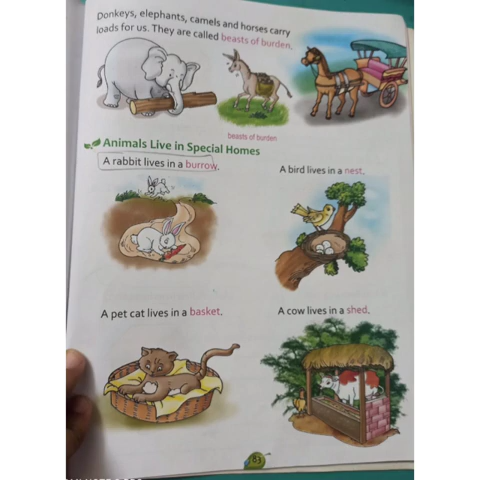 Donkeys, elephants, camels and horses carry
loads for us. They are called beasts of burden.
beasts of burden
Animals Live in Special Homes
A rabbit lives in a burrow.
A bird lives in a nest.
A pet cat lives in a basket.
A cow lives in a shed.
83